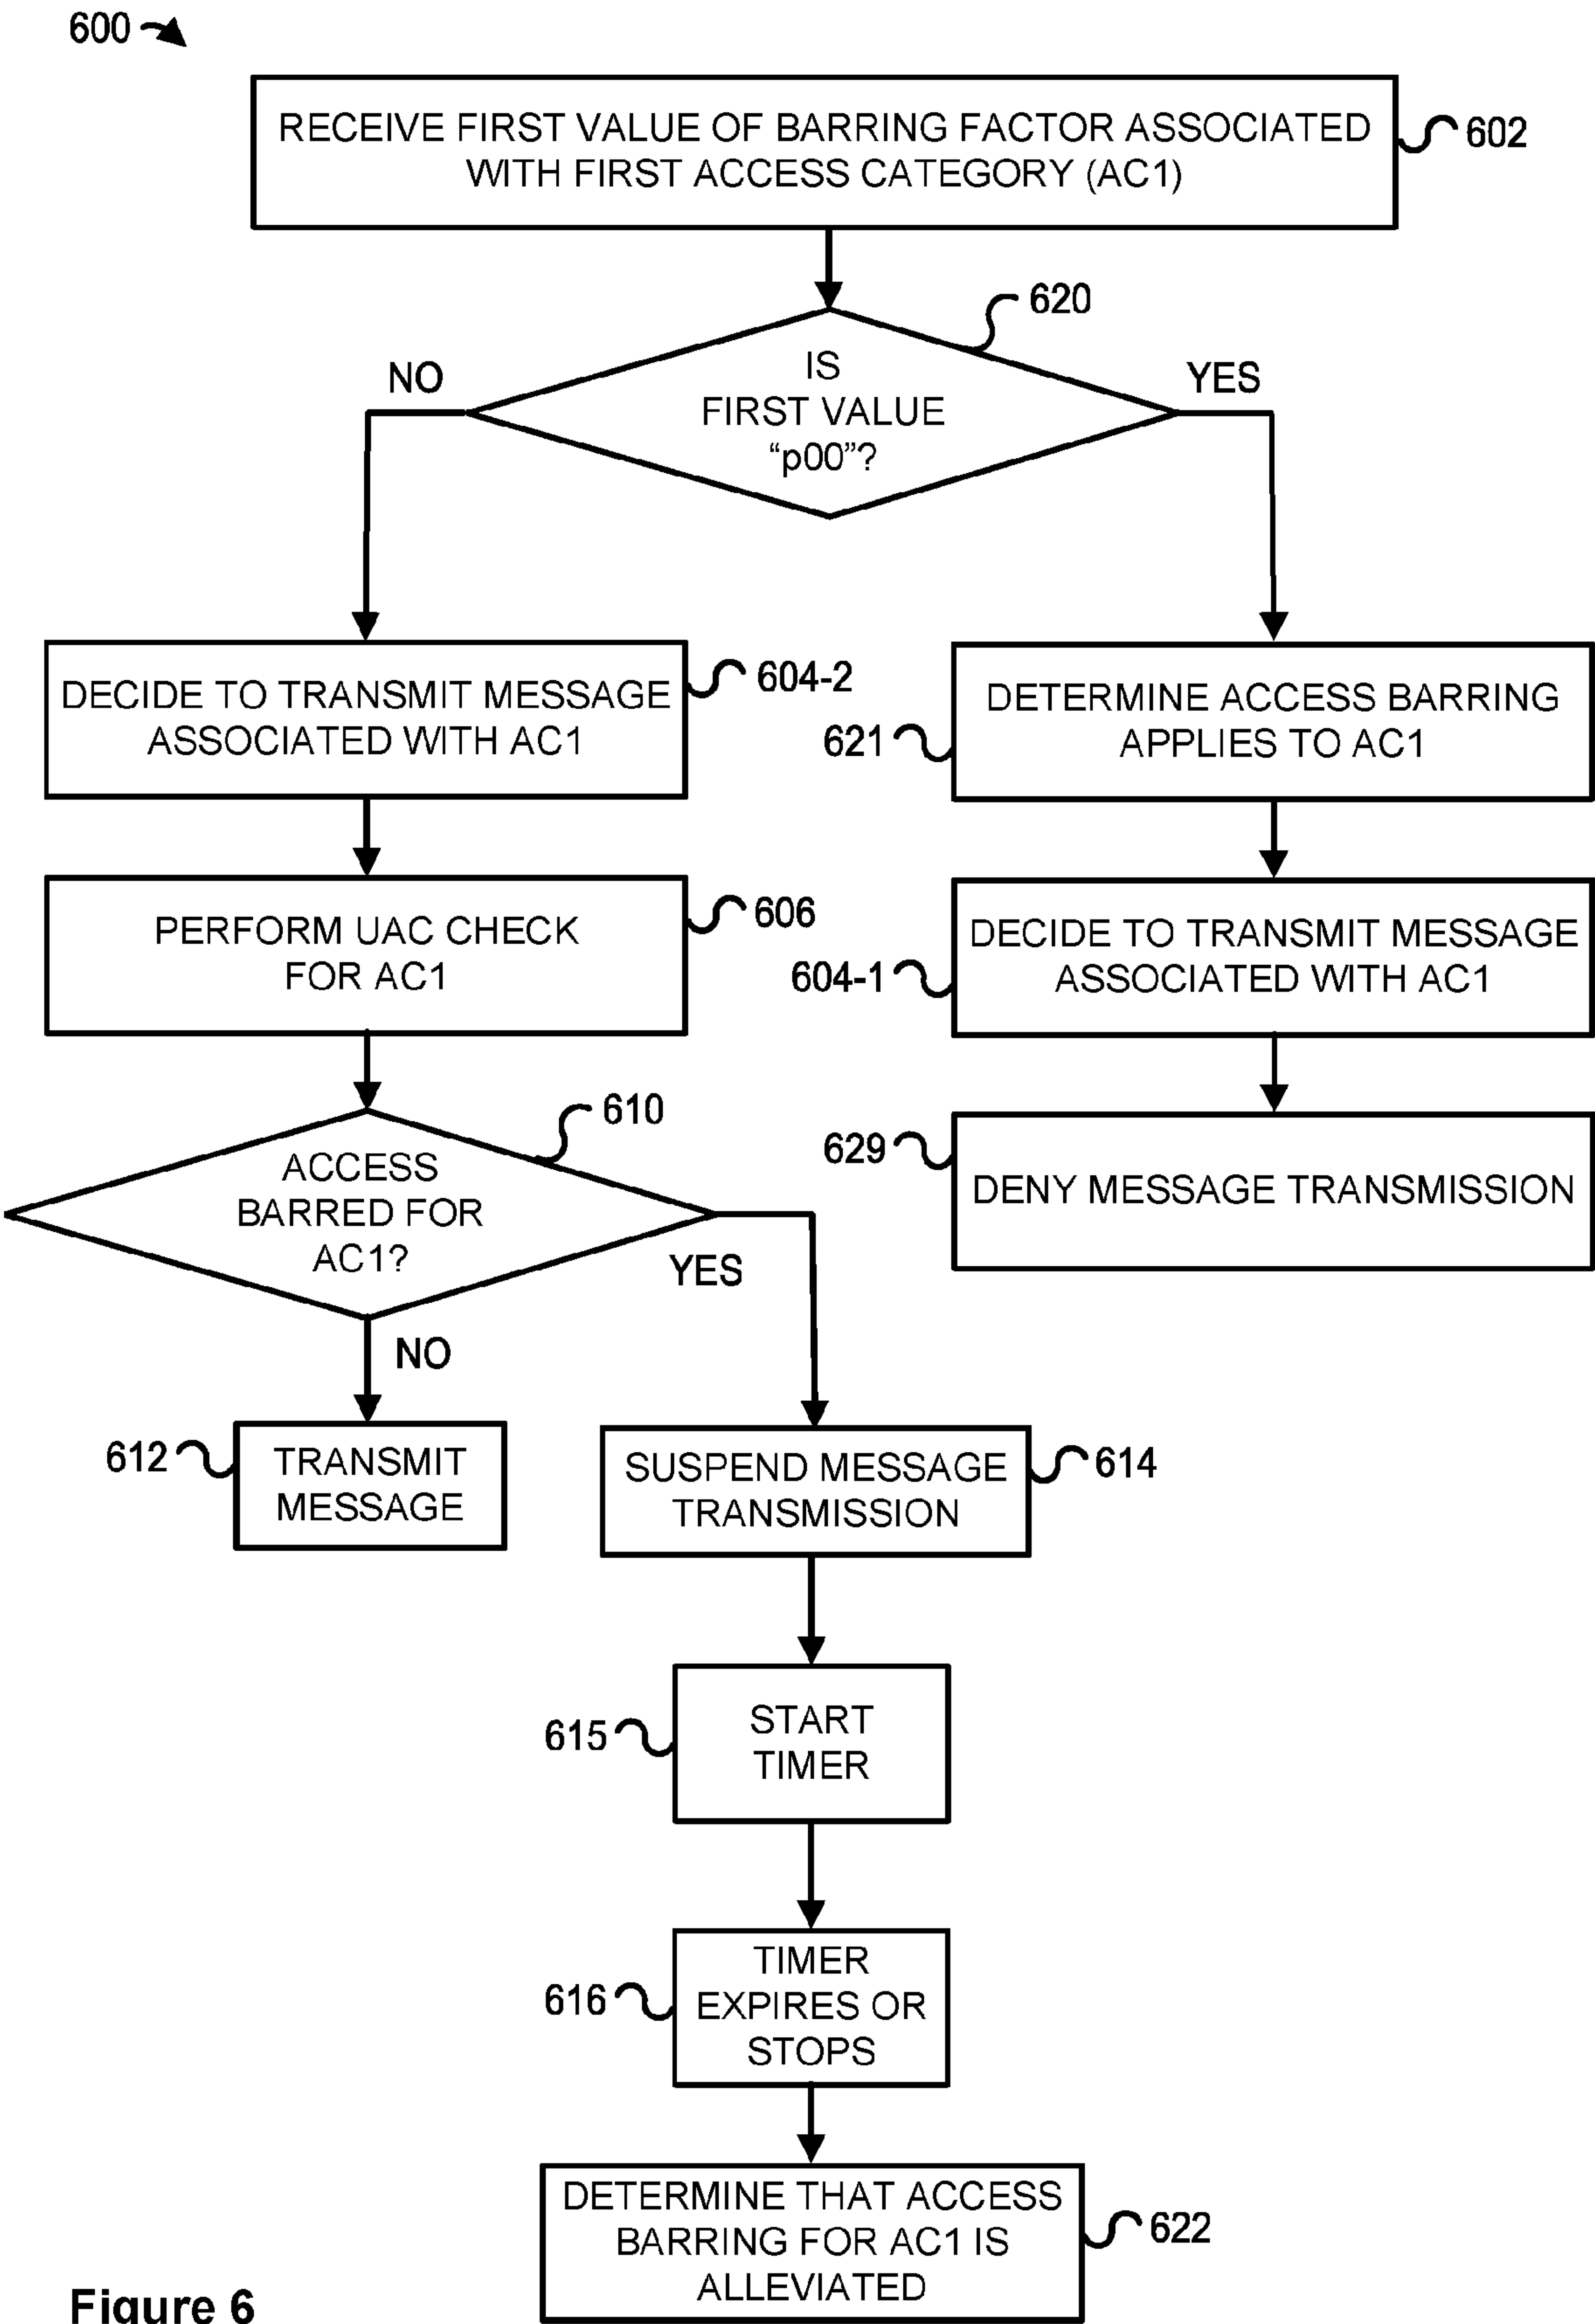 600
RECEIVE FIRST VALUE OF BARRING FACTOR ASSOCIATED
WITH FIRST ACCESS CATEGORY (AC1)
602
620
IS
FIRST VALUE
“p00”?
NO
YES
DECIDE TO TRANSMIT MESSAGE
ASSOCIATED WITH AC1
604-2
DETERMINE ACCESS BARRING
APPLIES TO AC1
621
PERFORM UAC CHECK
FOR AC1
606
DECIDE TO TRANSMIT MESSAGE
ASSOCIATED WITH AC1
604-1
610
ACCESS
BARRED FOR
AC1?
YES
NO
629
DENY MESSAGE TRANSMISSION
612
TRANSMIT
MESSAGE
SUSPEND MESSAGE
TRANSMISSION
614
615
START
TIMER
616
TIMER
EXPIRES OR
STOPS
DETERMINE THAT ACCESS
BARRING FOR AC1 IS
ALLEVIATED
622
Figure 6